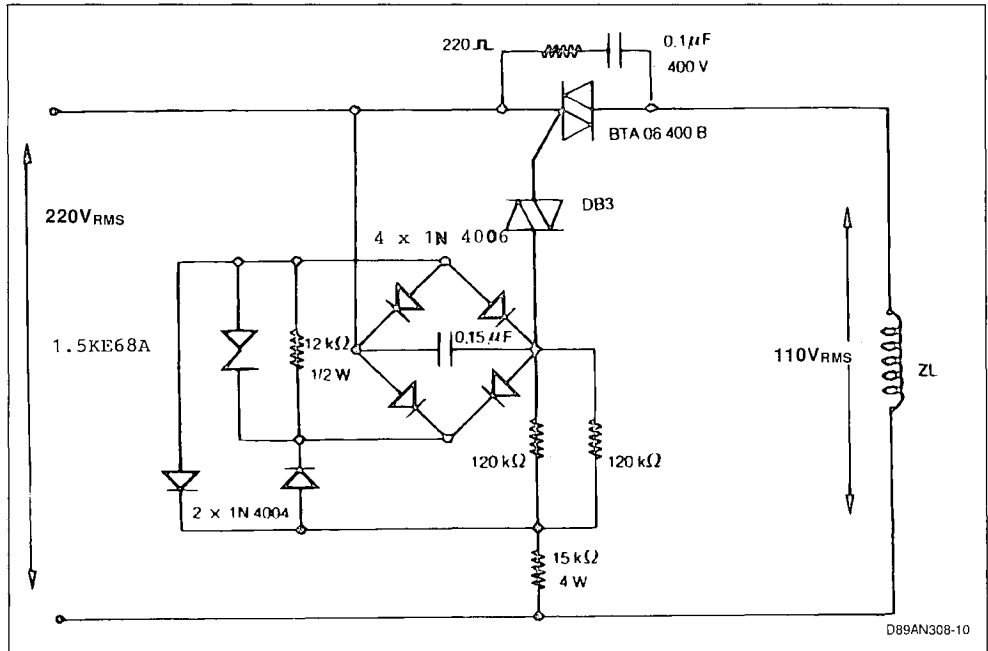 220 ⎍
0.1µF
400 V
BTA 06 400 B
DB3
220VRMS
4 x 1N 4006
1.5KE68A
12 kΩ
1/2 W
0.15 µF
110VRMS
ZL
120 kΩ
120 kΩ
2 x 1N 4004
15 kΩ
4 W
D89AN308-10